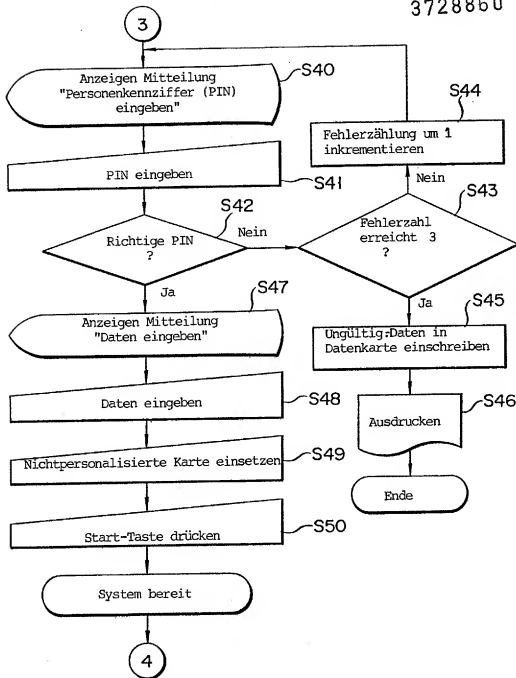 3728860
3
Anzeigen Mitteilung
"Personenkennziffer (PIN)
eingeben"
S40
PIN eingeben
S41
Richtige PIN
?
S42
Nein
Ja
Fehlerzahl
erreicht 3
?
S43
Nein
Ja
Fehlerzählung um 1
inkrementieren
S44
Ungültig-Daten in
Datenkarte einschreiben
S45
Ausdrucken
S46
Ende
Anzeigen Mitteilung
"Daten eingeben"
S47
Daten eingeben
S48
Nichtpersonalisierte Karte einsetzen
S49
Start-Taste drücken
S50
System bereit
4